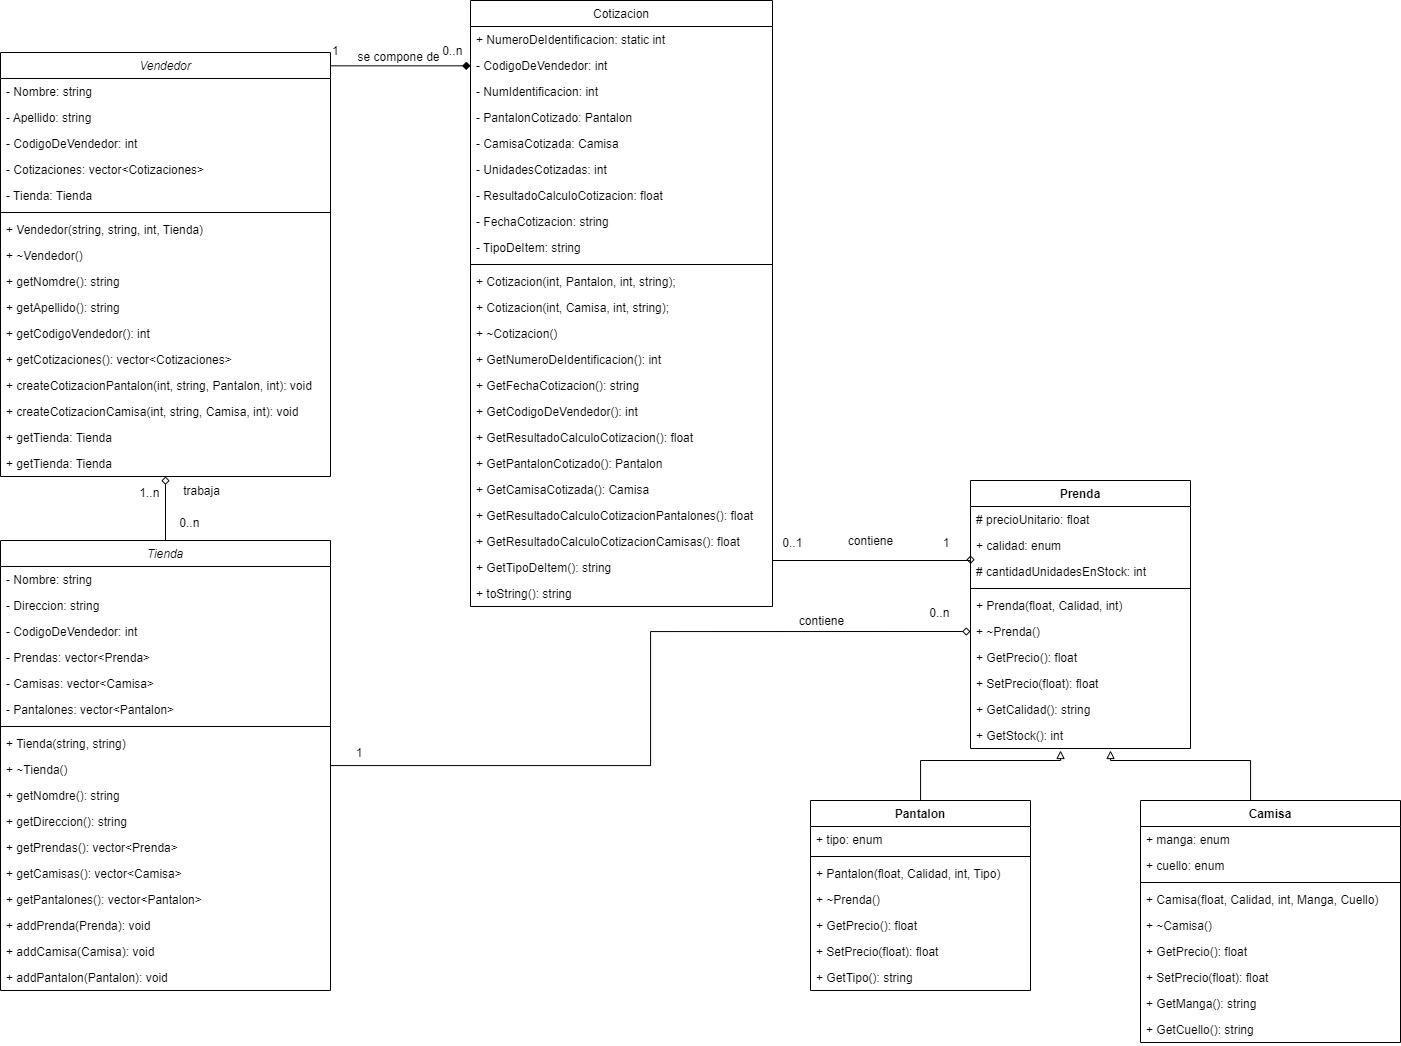 Vendedor
- Nombre: string
- Apellido: string
- CodigoDeVendedor: int
- Cotizaciones: vector<Cotizaciones>
- Tienda: Tienda
+ Vendedor(string, string, int, Tienda)
+ ~Vendedor()
+ getNomdre(): string
+ getApellido(): string
+ getCodigoVendedor(): int
+ getCotizaciones(): vector<Cotizaciones>
+ createCotizacionPantalon(int, string, Pantalon, int): void
+ createCotizacionCamisa(int, string, Camisa, int): void
+ getTienda: Tienda
+ getTienda: Tienda
1
se compone de
0..n
Cotizacion
+ NumeroDeIdentificacion: static int
- CodigoDeVendedor: int
- NumIdentificacion: int
- PantalonCotizado: Pantalon
- CamisaCotizada: Camisa
- UnidadesCotizadas: int
- ResultadoCalculoCotizacion: float
- FechaCotizacion: string
- TipoDeItem: string
+ Cotizacion(int, Pantalon, int, string);
+ Cotizacion(int, Camisa, int, string);
+ ~Cotizacion()
+ GetNumeroDeIdentificacion(): int
+ GetFechaCotizacion(): string
+ GetCodigoDeVendedor(): int
+ GetResultadoCalculoCotizacion(): float
+ GetPantalonCotizado(): Pantalon
+ GetCamisaCotizada(): Camisa
+ GetResultadoCalculoCotizacionPantalones(): float
+ GetResultadoCalculoCotizacionCamisas(): float
+ GetTipoDeItem(): string
+ toString(): string
1..n
trabaja
0..n
Tienda
- Nombre: string
- Direccion: string
- CodigoDeVendedor: int
- Prendas: vector<Prenda>
- Camisas: vector<Camisa>
- Pantalones: vector<Pantalon>
+ Tienda(string, string)
+ ~Tienda()
+ getNomdre(): string
+ getDireccion(): string
+ getPrendas(): vector<Prenda>
+ getCamisas(): vector<Camisa>
+ getPantalones(): vector<Pantalon>
+ addPrenda(Prenda): void
+ addCamisa(Camisa): void
+ addPantalon(Pantalon): void
0..1
contiene
1
1
contiene
0..n
Prenda
# precioUnitario: float
+ calidad: enum
# cantidadUnidadesEnStock: int
+ Prenda(float, Calidad, int)
+ ~Prenda()
+ GetPrecio(): float
+ SetPrecio(float): float
+ GetCalidad(): string
+ GetStock(): int
Pantalon
+ tipo: enum
+ Pantalon(float, Calidad, int, Tipo)
+ ~Prenda()
+ GetPrecio(): float
+ SetPrecio(float): float
+ GetTipo(): string
Camisa
+ manga: enum
+ cuello: enum
+ Camisa(float, Calidad, int, Manga, Cuello)
+ ~Camisa()
+ GetPrecio(): float
+ SetPrecio(float): float
+ GetManga(): string
+ GetCuello(): string